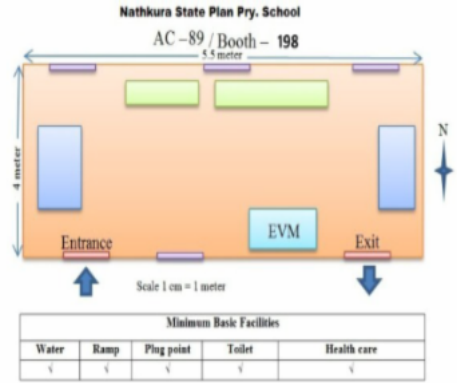 Nathkura State Plan Pry. School
AC –89 / Booth – 198
5.5 meter
N
4 meter
EVM
Entrance
Exit
Scale 1 cm = 1 meter
Minimum Basic Facilities
Water Ramp Plug point Toilet Health care
√ √ √ √ √